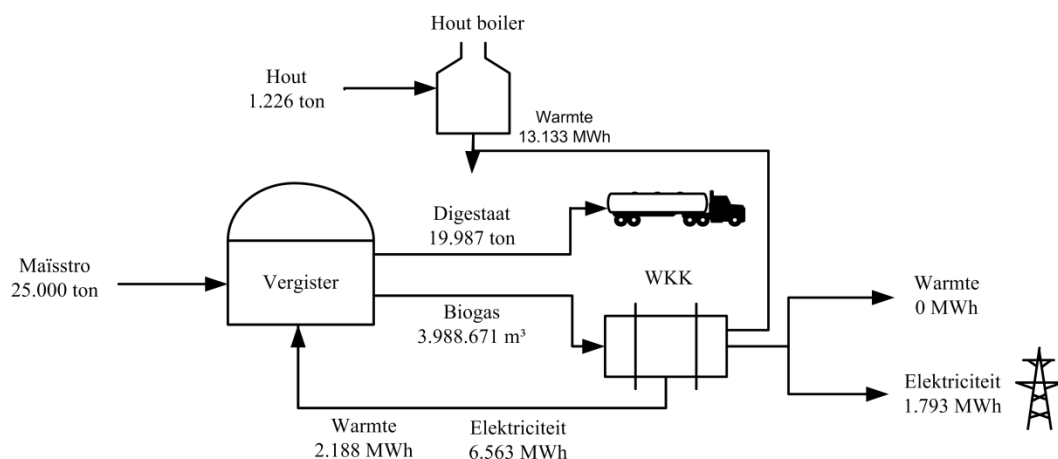 Hout boiler
Hout
1.226 ton
Warmte
13.133 MWh
Digestaat
19.987 ton
Maïsstro
25.000 ton
Vergister
WKK
Biogas
3.988.671 m³
Warmte
0 MWh
Elektriciteit
1.793 MWh
Warmte
2.188 MWh
Elektriciteit
6.563 MWh